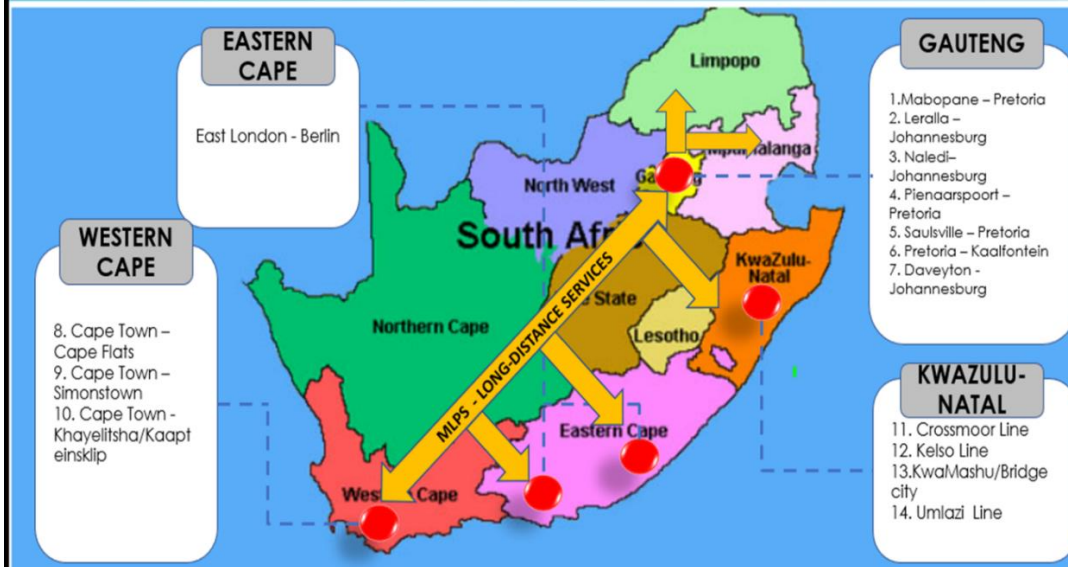 EASTERN
CAPE
East London - Berlin
WESTERN
CAPE
8. Cape Town –
Cape Flats
9. Cape Town –
Simonstown
10. Cape Town -
Khayelitsha/Kaapt
einsklip
GAUTENG
1.Mabopane – Pretoria
2. Leralla –
Johannesburg
3. Naledi–
Johannesburg
4. Pienaarspoort –
Pretoria
5. Saulsville – Pretoria
6. Pretoria – Kaalfontein
7. Daveyton -
Johannesburg
KWAZULU-
NATAL
11. Crossmoor Line
12. Kelso Line
13.KwaMashu/Bridge
city
14. Umlazi Line
Limpopo
North West
South Afri
KwaZulu-
Natal
State
Lesotho
Northern Cape
Eastern Cape
Cape
MLPS - LONG-DISTANCE SERVICES